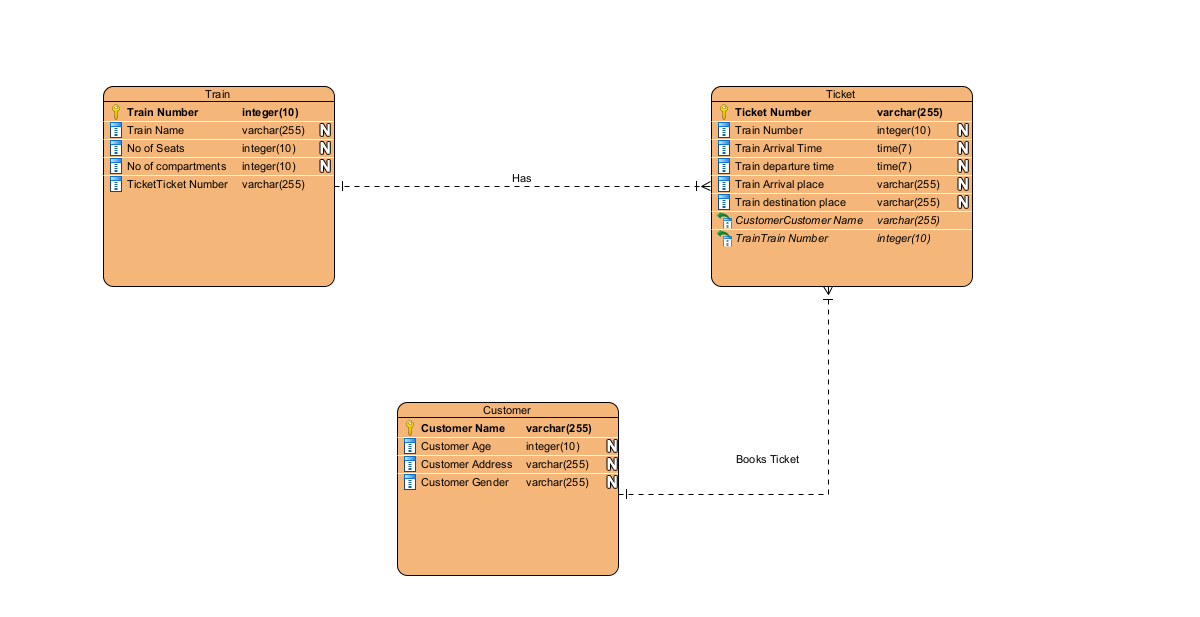 Train
Train Number integer(10)
Train Name varchar(255) N
No of Seats integer(10) N
No of compartments integer(10) N
TicketTicket Number varchar(255)
Has
Ticket
Ticket Number varchar(255)
Train Number integer(10) N
Train Arrival Time time(7) N
Train departure time time(7) N
Train Arrival place varchar(255) N
Train destination place varchar(255) N
CustomerCustomer Name varchar(255)
TrainTrain Number integer(10)
Customer
Customer Name varchar(255)
Customer Age integer(10) N
Customer Address varchar(255) N
Customer Gender varchar(255) N
Books Ticket